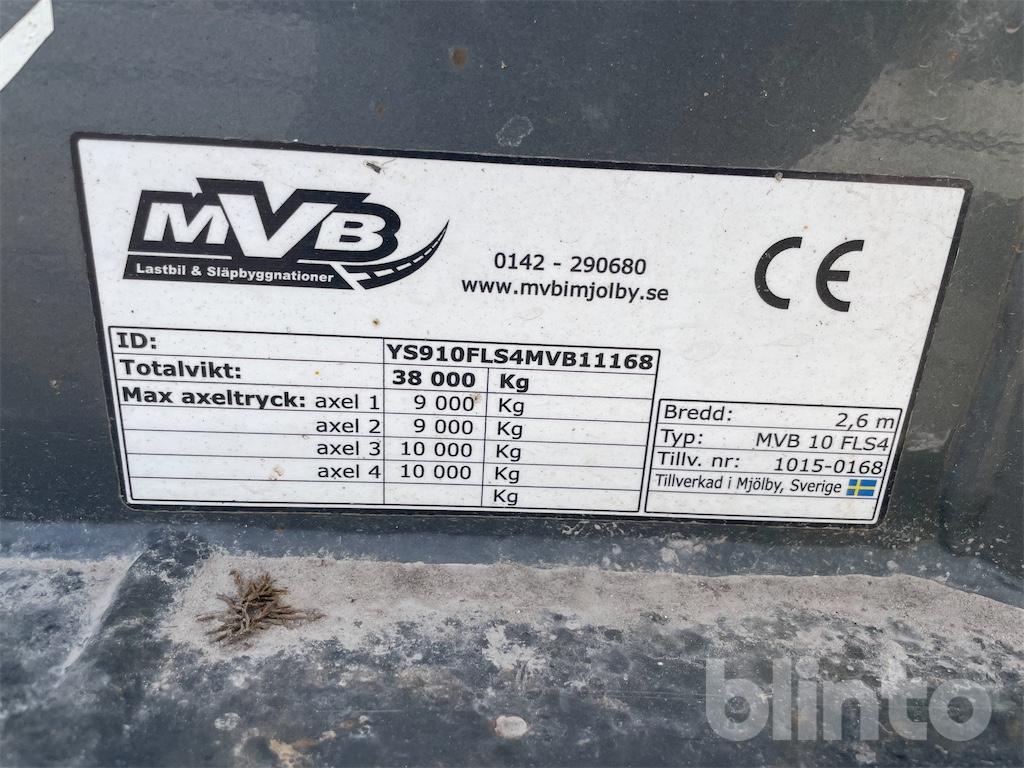 MVB
Lastbil & Släpbyggnationer
0142 - 290680
www.mvbimjolby.se
CE
ID: YS910FLS4MVB11168
Totalvikt: 38 000 Kg
Max axeltryck: axel 1 9 000 Kg
axel 2 9 000 Kg
axel 3 10 000 Kg
axel 4 10 000 Kg
Kg
Bredd: 2,6 m
Typ: MVB 10 FLS4
Tillv. nr: 1015-0168
Tillverkad i Mjölby, Sverige
blinto